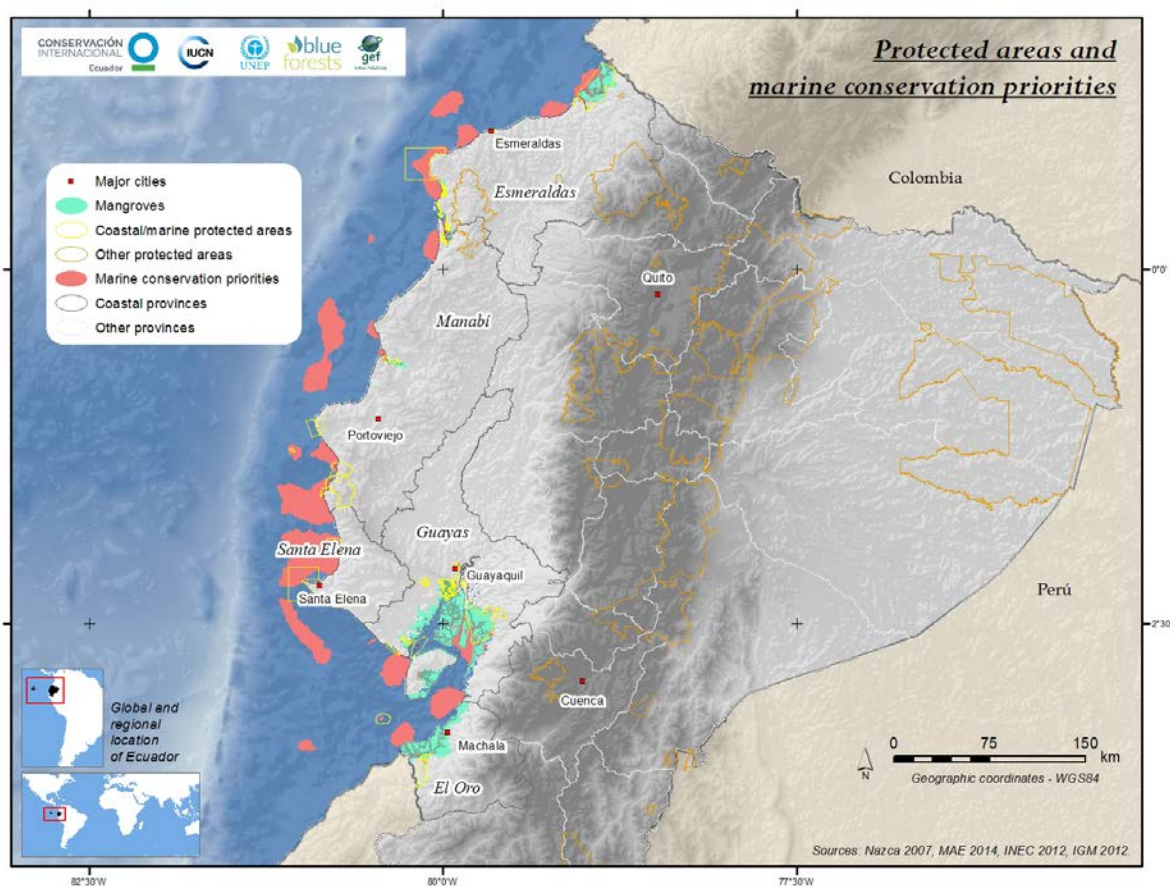 CONSERVACIÓN
INTERNACIONAL
Ecuador
IUCN
UNEP
blue
forests
gef
Protected areas and
marine conservation priorities
Major cities
Mangroves
Coastal/marine protected areas
Other protected areas
Marine conservation priorities
Coastal provinces
Other provinces
Esmeraldas
Esmeraldas
Colombia
Quito
0°0'
Manabí
Portoviejo
Guayas
Santa Elena
Guayaquil
Santa Elena
Perú
2°30
Cuenca
Machala
El Oro
Global and
regional
location
of Ecuador
N
0 75 150 km
Geographic coordinates - WGS84
Sources: Nazca 2007, MAE 2014, INEC 2012, IGM 2012.
82°30'W 80°0'W 77°30'W